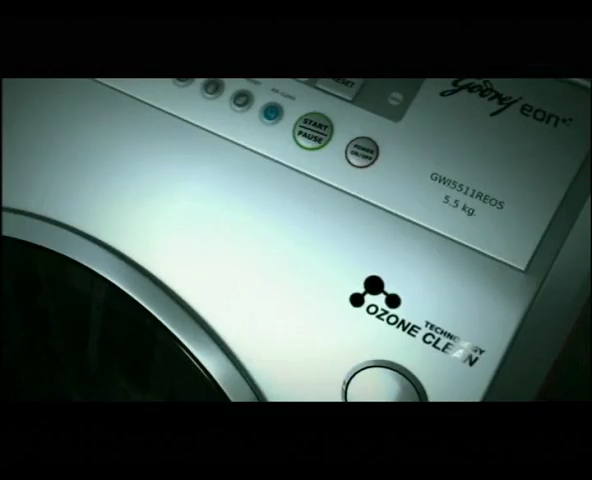 RESET
Godrej eon
START
PAUSE
POWER
ON/OFF
GWI5511REOS
5.5 kg.
TECHNOLOGY
OZONE CLEAN